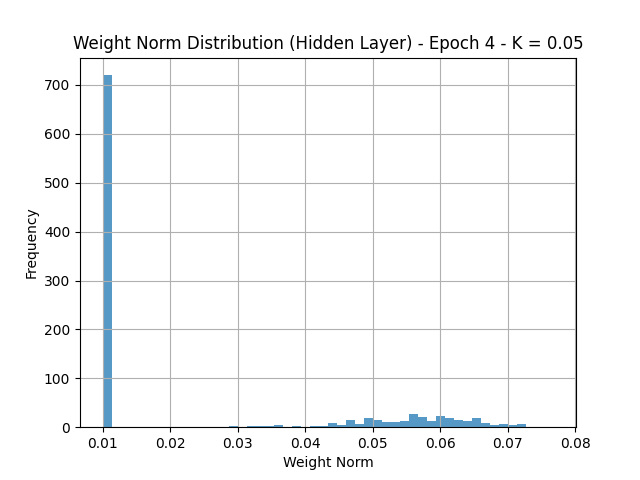 Weight Norm Distribution (Hidden Layer) - Epoch 4 - K = 0.05
700
600
500
400
300
200
100
0
Frequency
0.01 0.02 0.03 0.04 0.05 0.06 0.07 0.08
Weight Norm